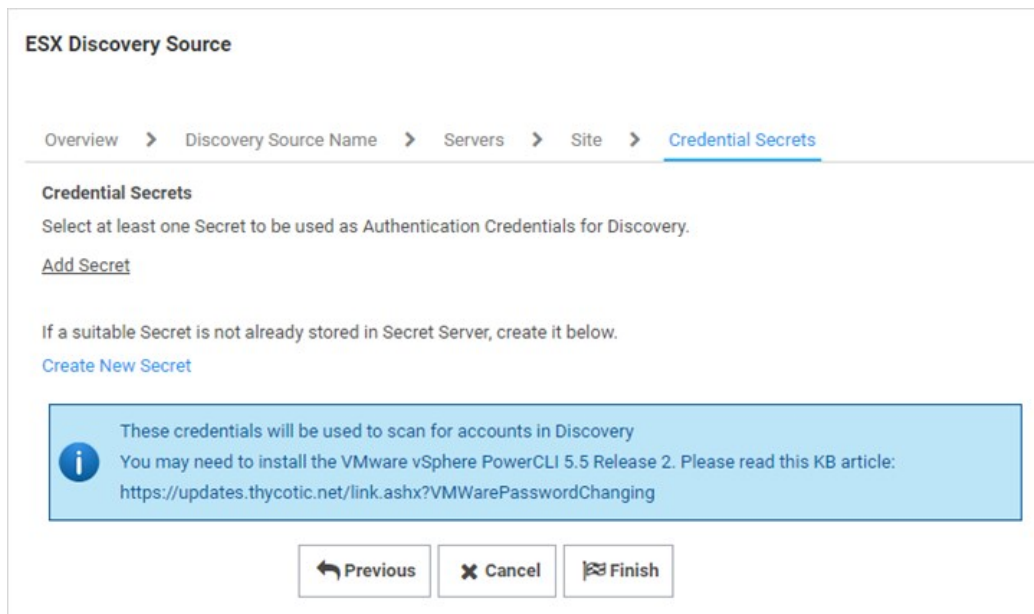 ESX Discovery Source
Overview > Discovery Source Name > Servers > Site > Credential Secrets
Credential Secrets
Select at least one Secret to be used as Authentication Credentials for Discovery.
Add Secret
If a suitable Secret is not already stored in Secret Server, create it below.
Create New Secret
These credentials will be used to scan for accounts in Discovery
You may need to install the VMware vSphere PowerCLI 5.5 Release 2. Please read this KB article:
https://updates.thycotic.net/link.ashx?VMWarePasswordChanging
Previous Cancel Finish